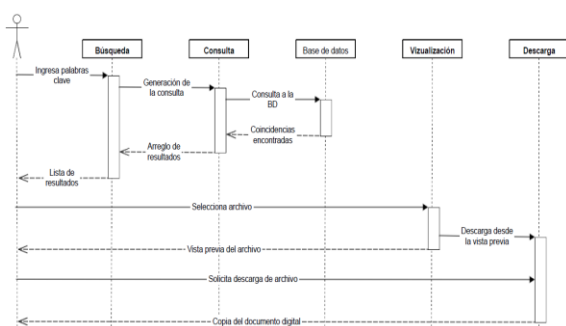 Búsqueda
Consulta
Base de datos
Vizualización
Descarga
Ingresa palabras
clave
Generación de
la consulta
Consulta a la
BD
Coincidencias
encontradas
Arreglo de
resultados
Lista de
resultados
Selecciona archivo
Descarga desde
la vista previa
Vista previa del archivo
Solicita descarga de archivo
Copia del documento digital